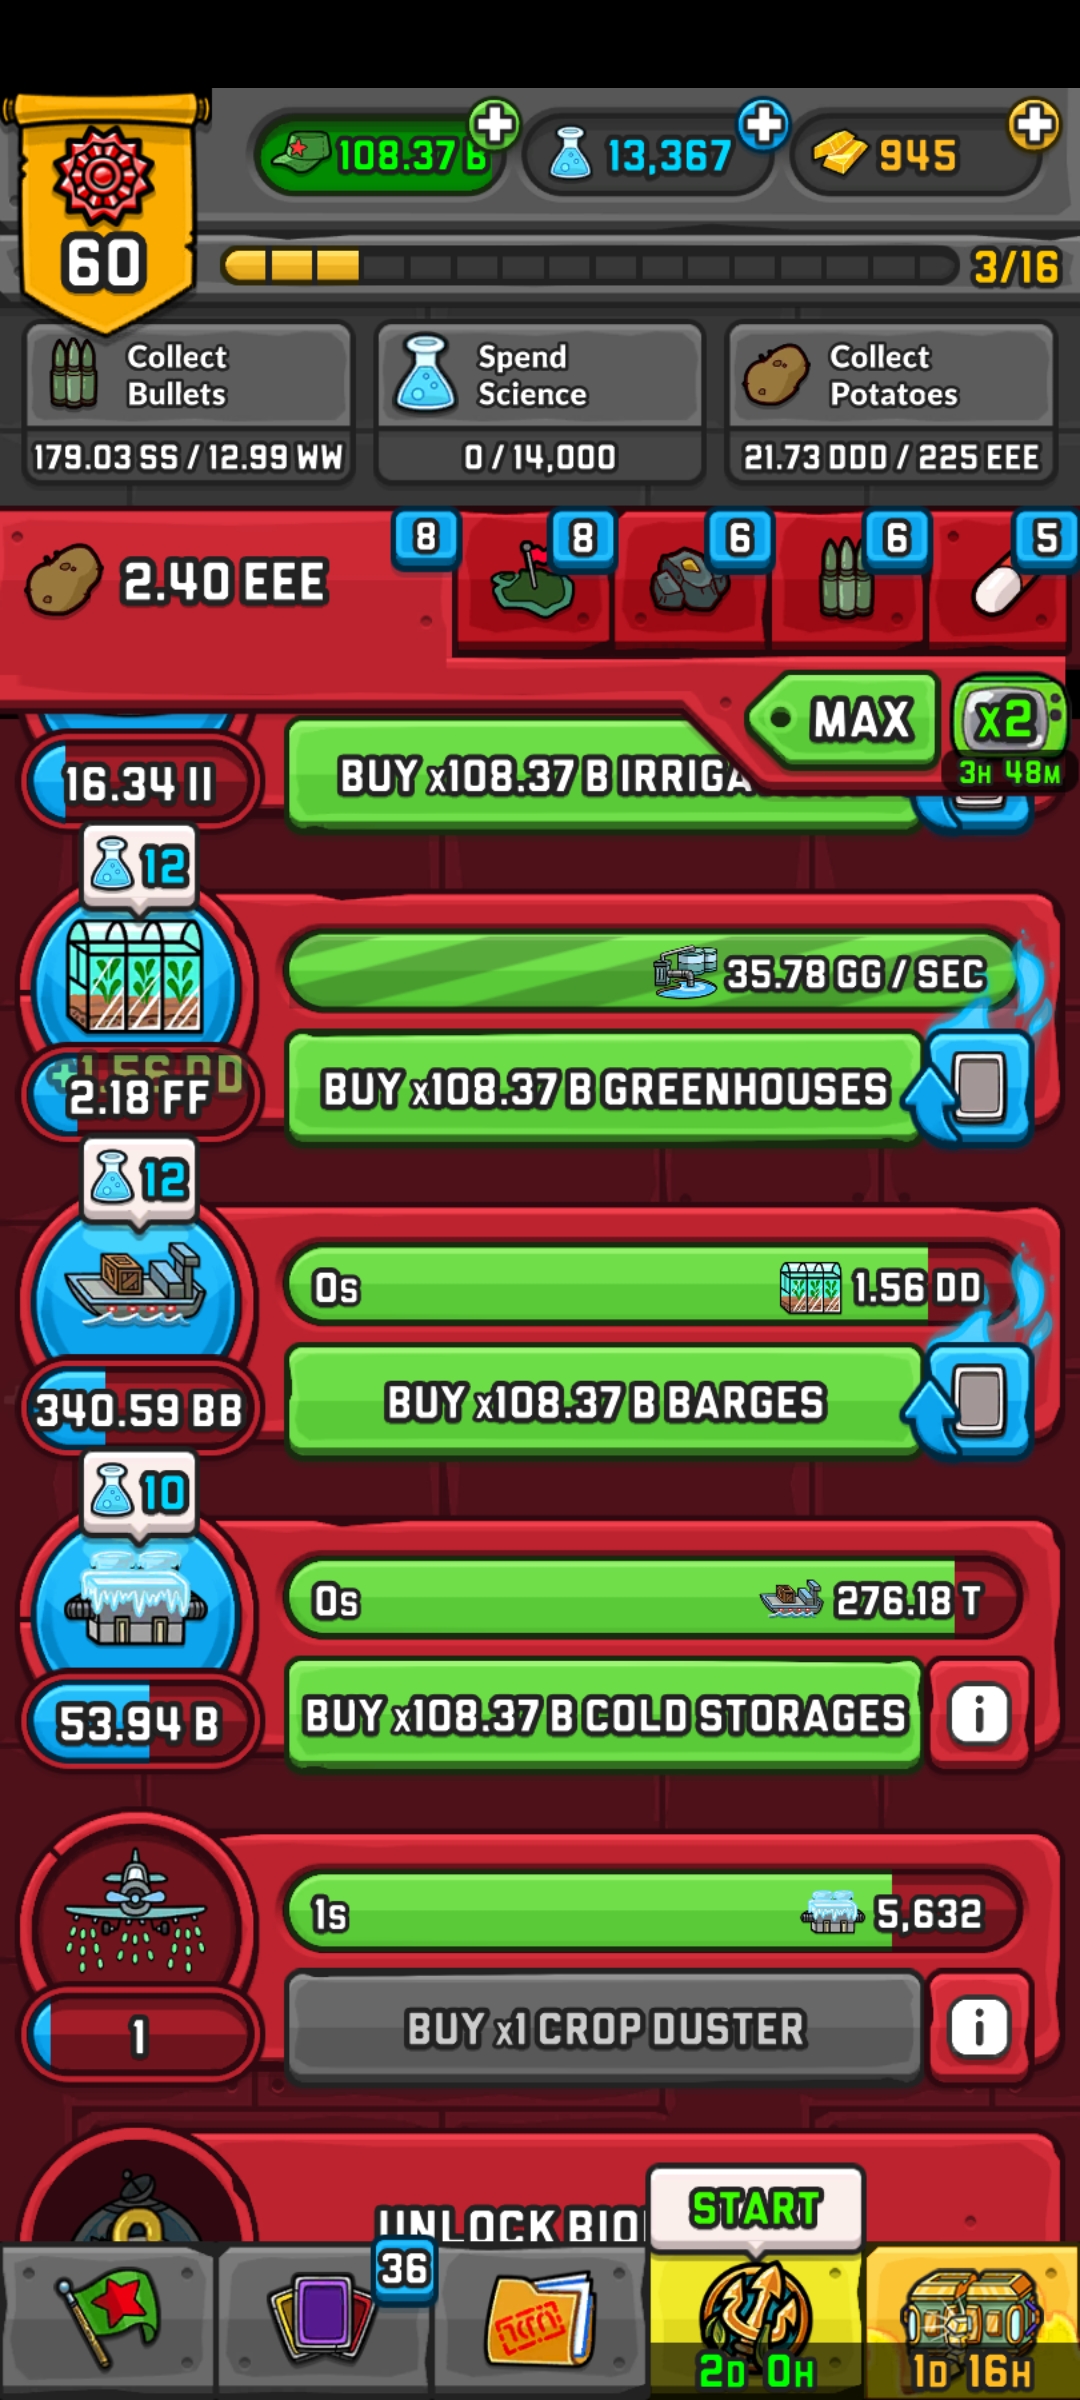 108.37 B
13,367
945
60
3/16
Collect
Bullets
179.03 SS / 12.99 WW
Spend
Science
0 / 14,000
Collect
Potatoes
21.73 DDD / 225 EEE
2.40 EEE
8
8
6
6
5
MAX
x2
3H 48M
16.34 II
BUY x108.37 B IRRIGA
12
35.78 GG / SEC
+1.56 DD
2.18 FF
BUY x108.37 B GREENHOUSES
12
0s
1.56 DD
340.59 BB
BUY x108.37 B BARGES
10
0s
276.18 T
53.94 B
BUY x108.37 B COLD STORAGES
i
1s
5,632
1
BUY x1 CROP DUSTER
i
UNLOCK BIO
START
36
2D 0H
1D 16H